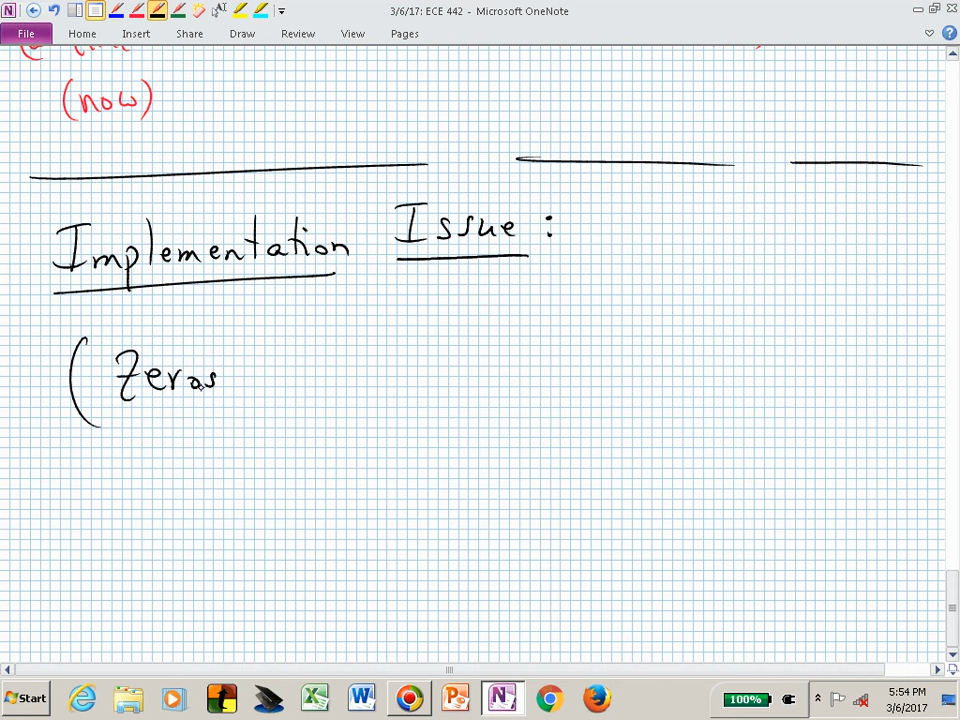 3/6/17: ECE 442 - Microsoft OneNote
File Home Insert Share Draw Review View Pages
(now)
Implementation Issue :
( Zeros
Start
100%
5:54 PM
3/6/2017